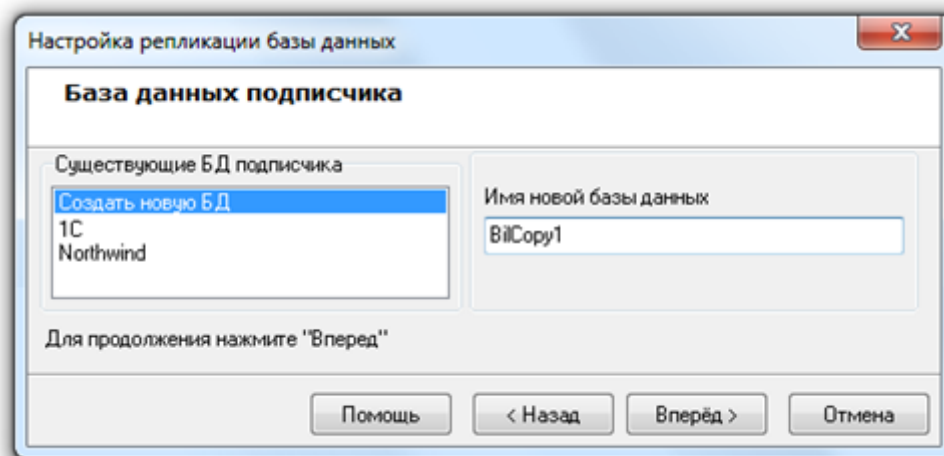 Настройка репликации базы данных
База данных подписчика
Существующие БД подписчика
Создать новую БД
1С
Northwind
Имя новой базы данных
BilCopy1
Для продолжения нажмите "Вперед"
Помощь
< Назад
Вперёд >
Отмена